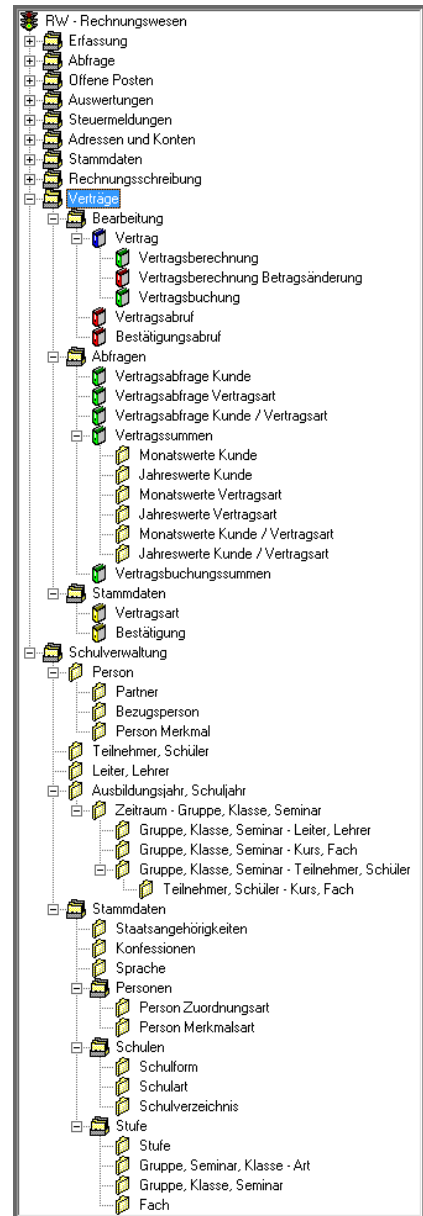 RW - Rechnungswesen
Erfassung
Abfrage
Offene Posten
Auswertungen
Steuermeldungen
Adressen und Konten
Stammdaten
Rechnungsschreibung
Verträge
Bearbeitung
Vertrag
Vertragsberechnung
Vertragsberechnung Betragsänderung
Vertragsbuchung
Vertragsabruf
Bestätigungsabruf
Abfragen
Vertragsabfrage Kunde
Vertragsabfrage Vertragsart
Vertragsabfrage Kunde / Vertragsart
Vertragssummen
Monatswerte Kunde
Jahreswerte Kunde
Monatswerte Vertragsart
Jahreswerte Vertragsart
Monatswerte Kunde / Vertragsart
Jahreswerte Kunde / Vertragsart
Vertragsbuchungssummen
Stammdaten
Vertragsart
Bestätigung
Schulverwaltung
Person
Partner
Bezugsperson
Person Merkmal
Teilnehmer, Schüler
Leiter, Lehrer
Ausbildungsjahr, Schuljahr
Zeitraum - Gruppe, Klasse, Seminar
Gruppe, Klasse, Seminar - Leiter, Lehrer
Gruppe, Klasse, Seminar - Kurs, Fach
Gruppe, Klasse, Seminar - Teilnehmer, Schüler
Teilnehmer, Schüler - Kurs, Fach
Stammdaten
Staatsangehörigkeiten
Konfessionen
Sprache
Personen
Person Zuordnungsart
Person Merkmalsart
Schulen
Schulform
Schulart
Schulverzeichnis
Stufe
Stufe
Gruppe, Seminar, Klasse - Art
Gruppe, Klasse, Seminar
Fach